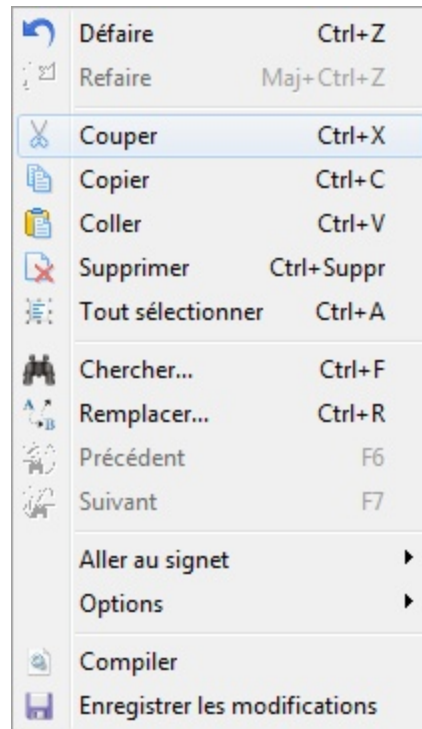 Défaire Ctrl+Z
Refaire Maj+Ctrl+Z
Couper Ctrl+X
Copier Ctrl+C
Coller Ctrl+V
Supprimer Ctrl+Suppr
Tout sélectionner Ctrl+A
Chercher... Ctrl+F
Remplacer... Ctrl+R
Précédent F6
Suivant F7
Aller au signet
Options
Compiler
Enregistrer les modifications